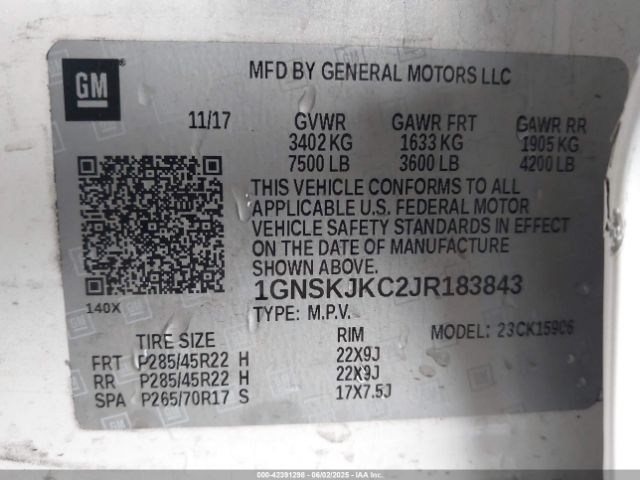 GM
MFD BY GENERAL MOTORS LLC
11/17 GVWR GAWR FRT GAWR RR
3402 KG 1633 KG 1905 KG
7500 LB 3600 LB 4200 LB
THIS VEHICLE CONFORMS TO ALL
APPLICABLE U.S. FEDERAL MOTOR
VEHICLE SAFETY STANDARDS IN EFFECT
ON THE DATE OF MANUFACTURE
SHOWN ABOVE.
1GNSKJKC2JR183843
140X
TYPE: M.P.V.
MODEL: 23CK15906
TIRE SIZE RIM
FRT P285/45R22 H 22X9J
RR P285/45R22 H 22X9J
SPA P265/70R17 S 17X7.5J
000-42391298 - 06/02/2025 - IAAI.COM